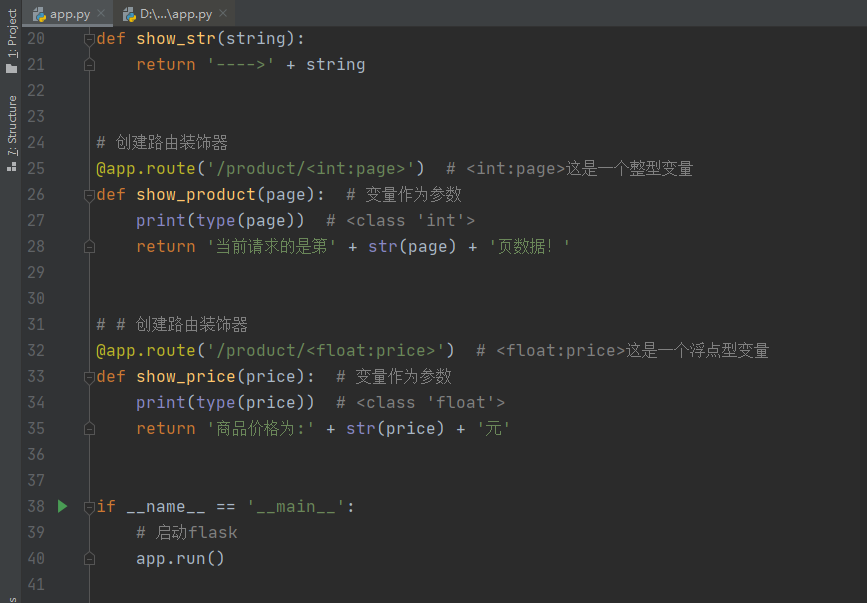 app.py
D:\...\app.py
1: Project
7: Structure
20 def show_str(string):
21     return '---->' + string
22
23
24 # 创建路由装饰器
25 @app.route('/product/<int:page>')  # <int:page>这是一个整型变量
26 def show_product(page):  # 变量作为参数
27     print(type(page))  # <class 'int'>
28     return '当前请求的是第' + str(page) + '页数据！'
29
30
31 # # 创建路由装饰器
32 @app.route('/product/<float:price>')  # <float:price>这是一个浮点型变量
33 def show_price(price):  # 变量作为参数
34     print(type(price))  # <class 'float'>
35     return '商品价格为:' + str(price) + '元'
36
37
38 if __name__ == '__main__':
39     # 启动flask
40     app.run()
41